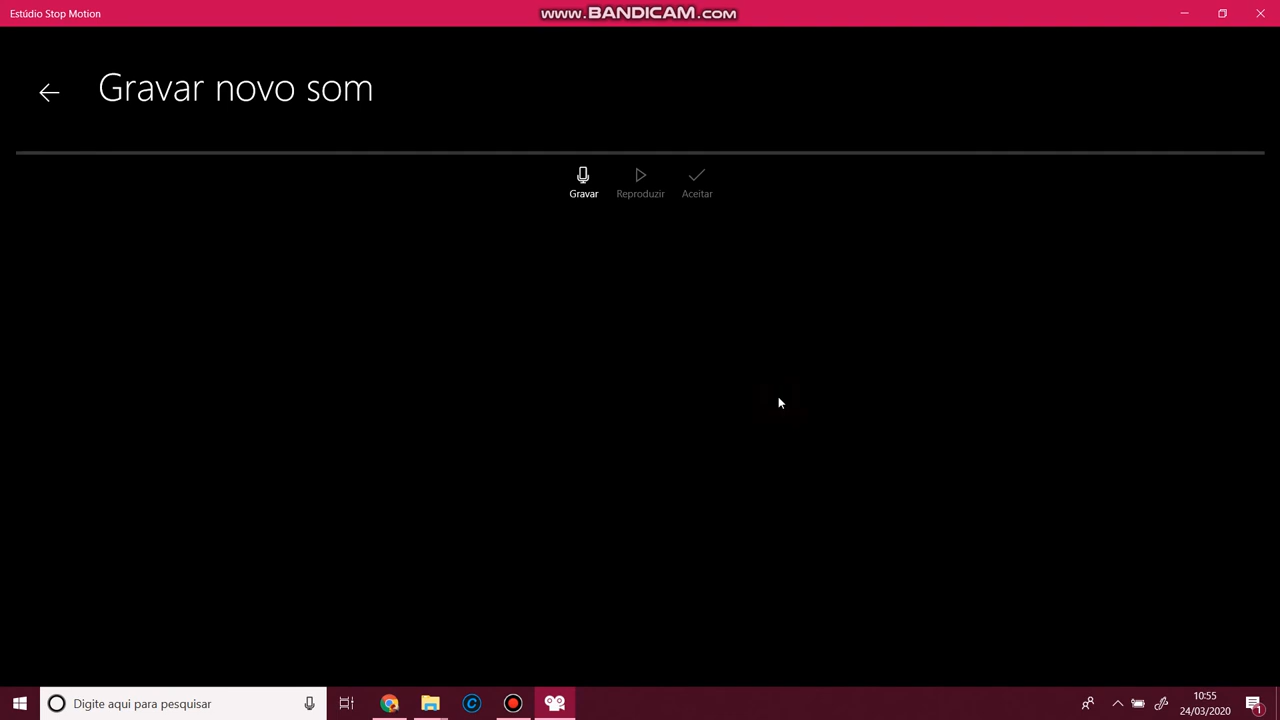 Estúdio Stop Motion
www.BANDICAM.com
Gravar novo som
Gravar
Reproduzir
Aceitar
Digite aqui para pesquisar
10:55
24/03/2020
1